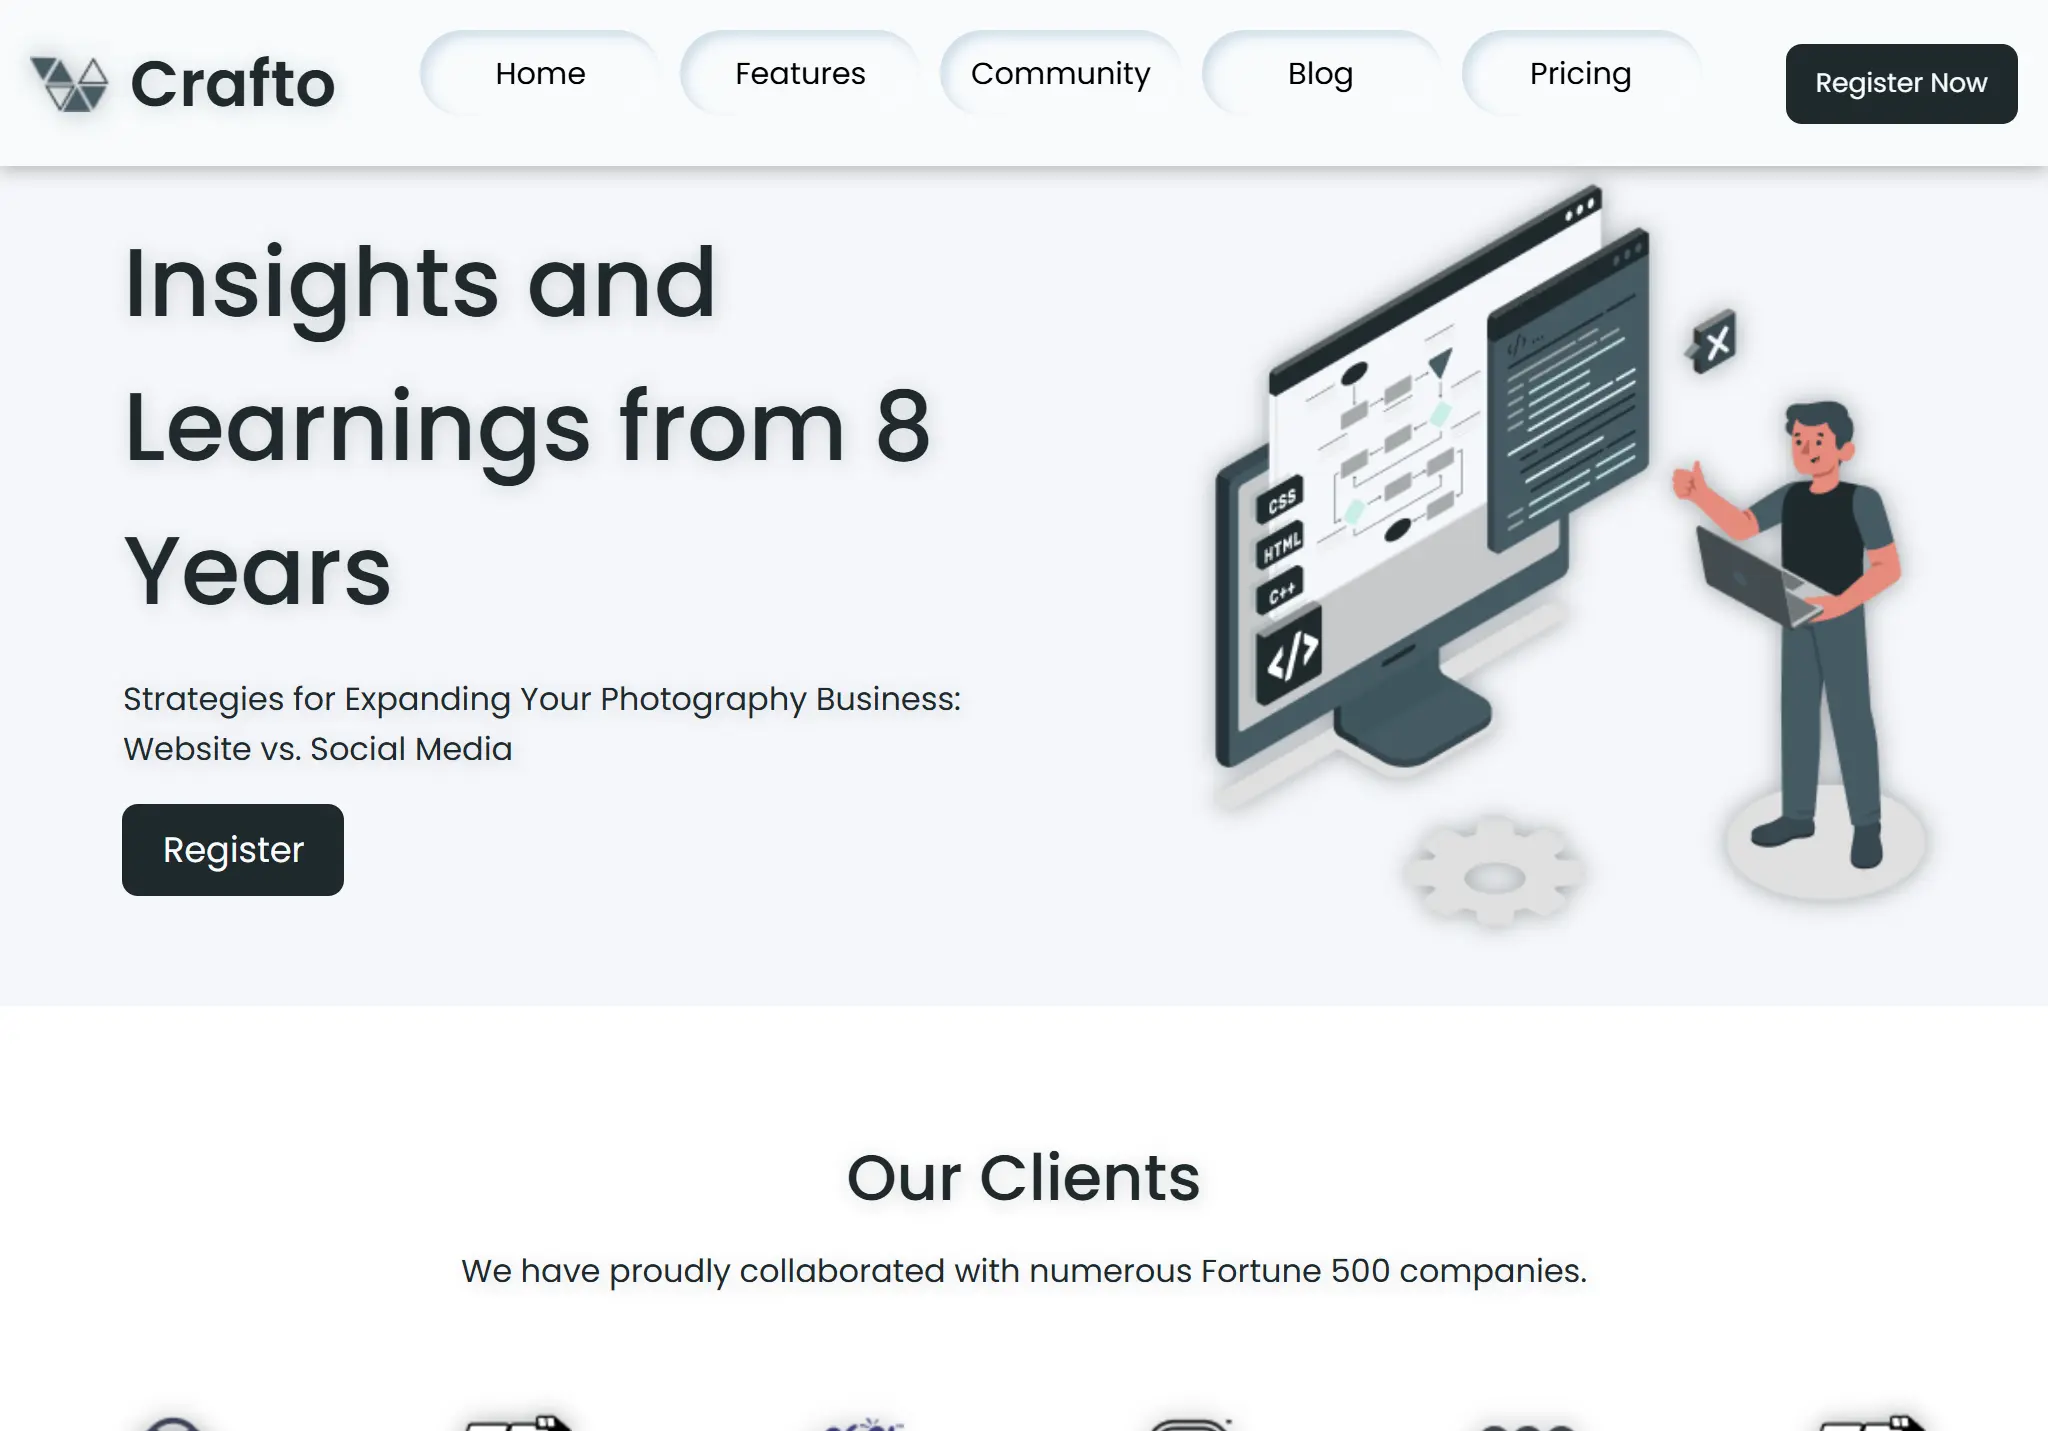 Crafto
Home
Features
Community
Blog
Pricing
Register Now
Insights and
Learnings from 8
Years
Strategies for Expanding Your Photography Business:
Website vs. Social Media
Register
CSS
HTML
C++
</>
</> ...
X
Our Clients
We have proudly collaborated with numerous Fortune 500 companies.